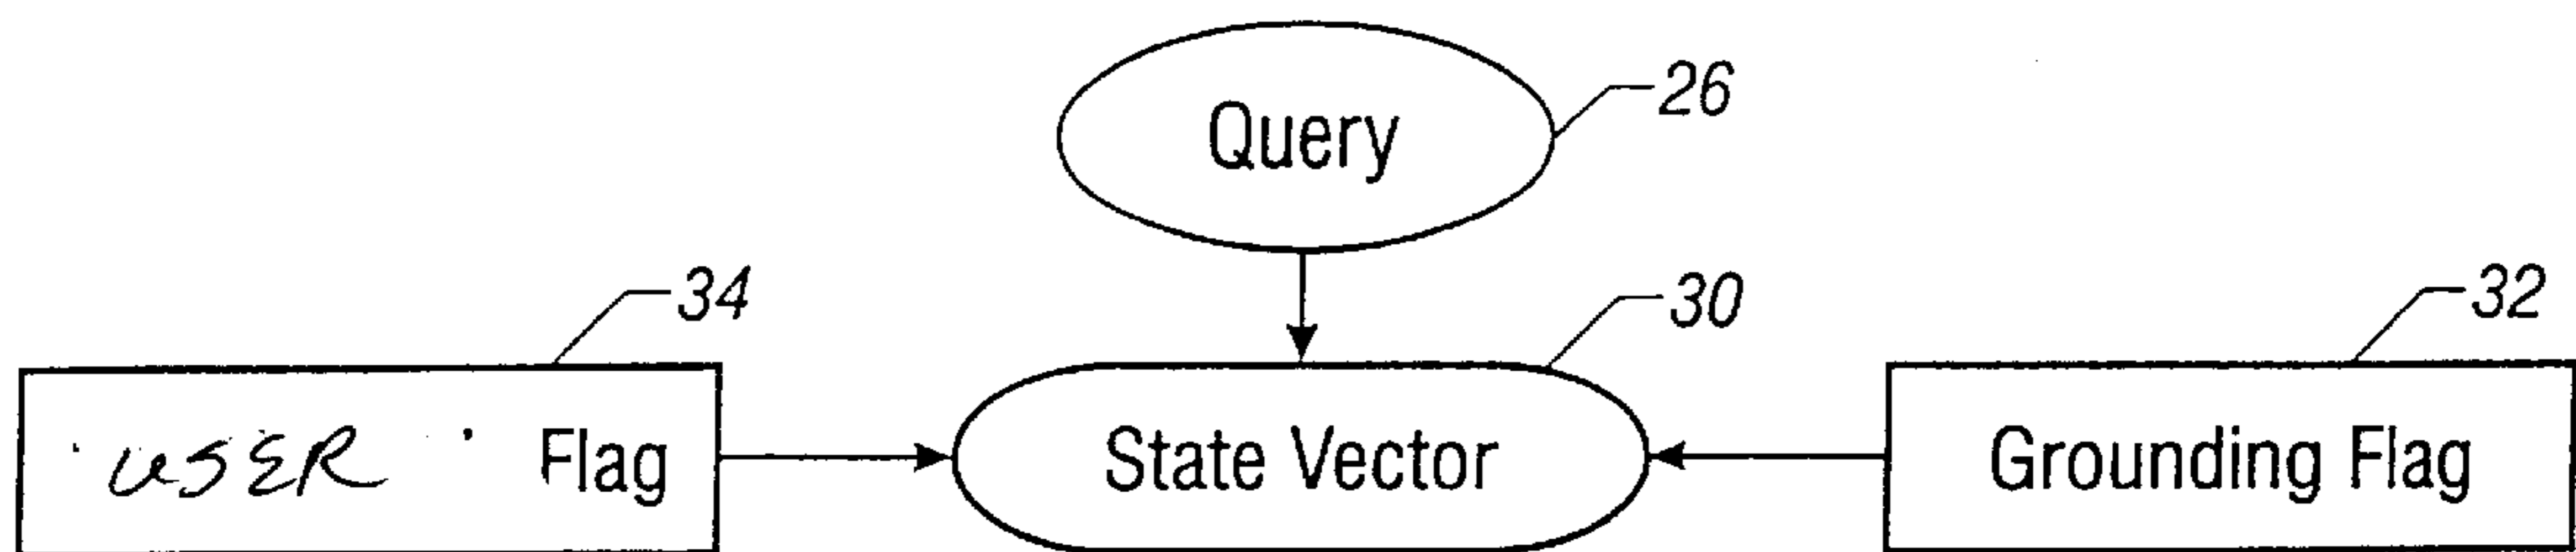 Query
26
34
30
32
USER Flag
State Vector
Grounding Flag